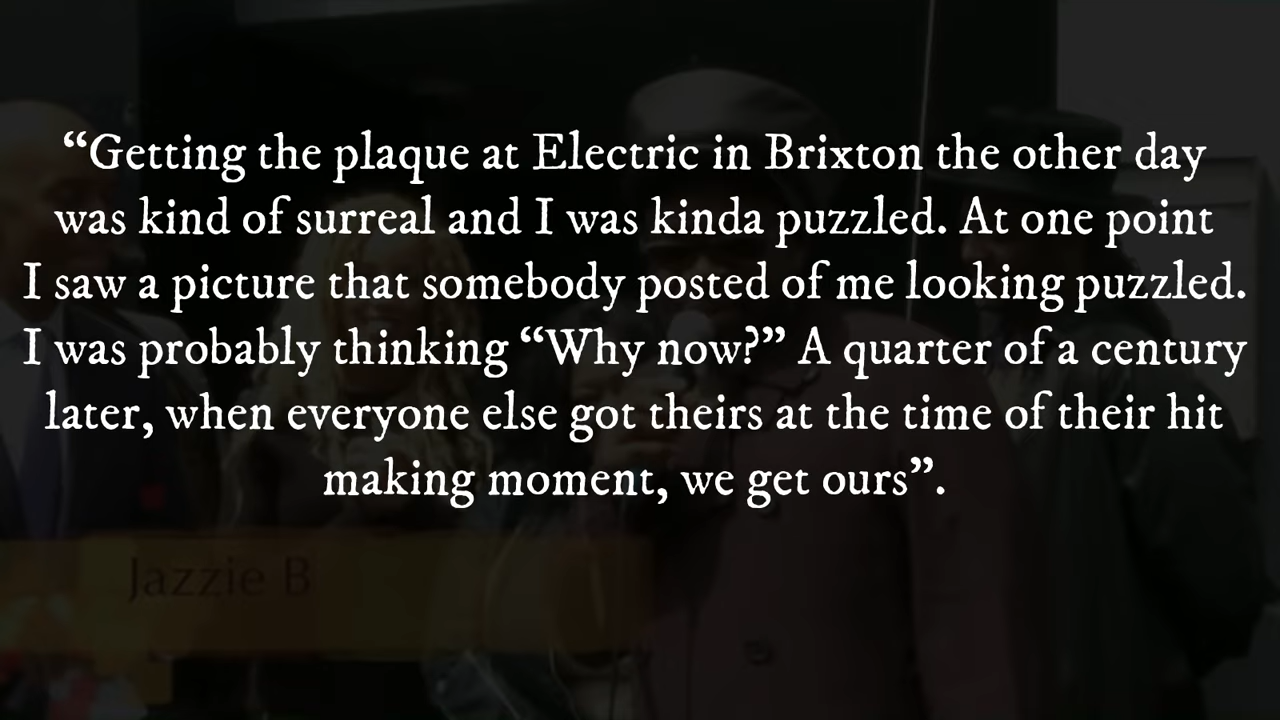 “Getting the plaque at Electric in Brixton the other day
was kind of surreal and I was kinda puzzled. At one point
I saw a picture that somebody posted of me looking puzzled.
I was probably thinking “Why now?” A quarter of a century
later, when everyone else got theirs at the time of their hit
making moment, we get ours”.
Jazzie B